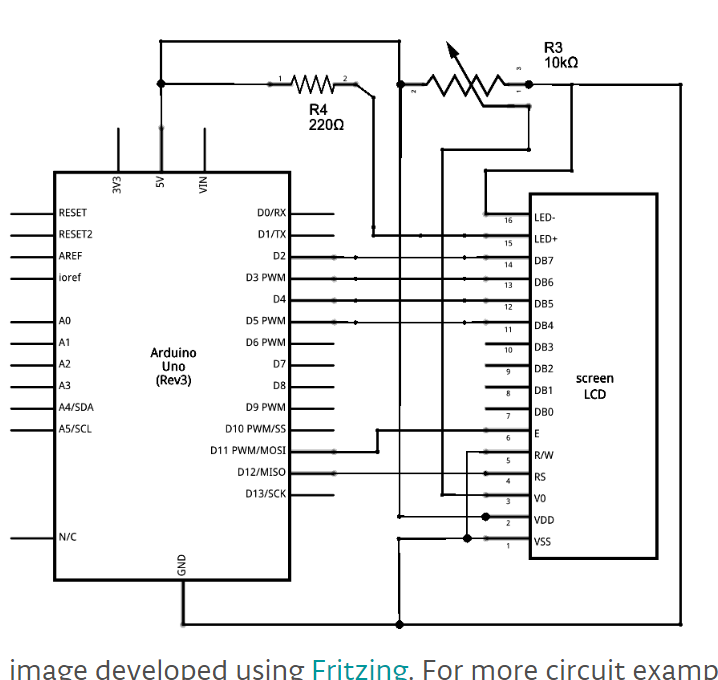 R3
10kΩ
1
2
R4
220Ω
2
3
1
3V3
5V
VIN
RESET
RESET2
AREF
ioref
A0
A1
A2
A3
A4/SDA
A5/SCL
N/C
Arduino
Uno
(Rev3)
D0/RX
D1/TX
D2
D3 PWM
D4
D5 PWM
D6 PWM
D7
D8
D9 PWM
D10 PWM/SS
D11 PWM/MOSI
D12/MISO
D13/SCK
GND
16 LED-
15 LED+
14 DB7
13 DB6
12 DB5
11 DB4
10 DB3
9 DB2
8 DB1
7 DB0
6 E
5 R/W
4 RS
3 V0
2 VDD
1 VSS
screen
LCD
image developed using Fritzing. For more circuit examp